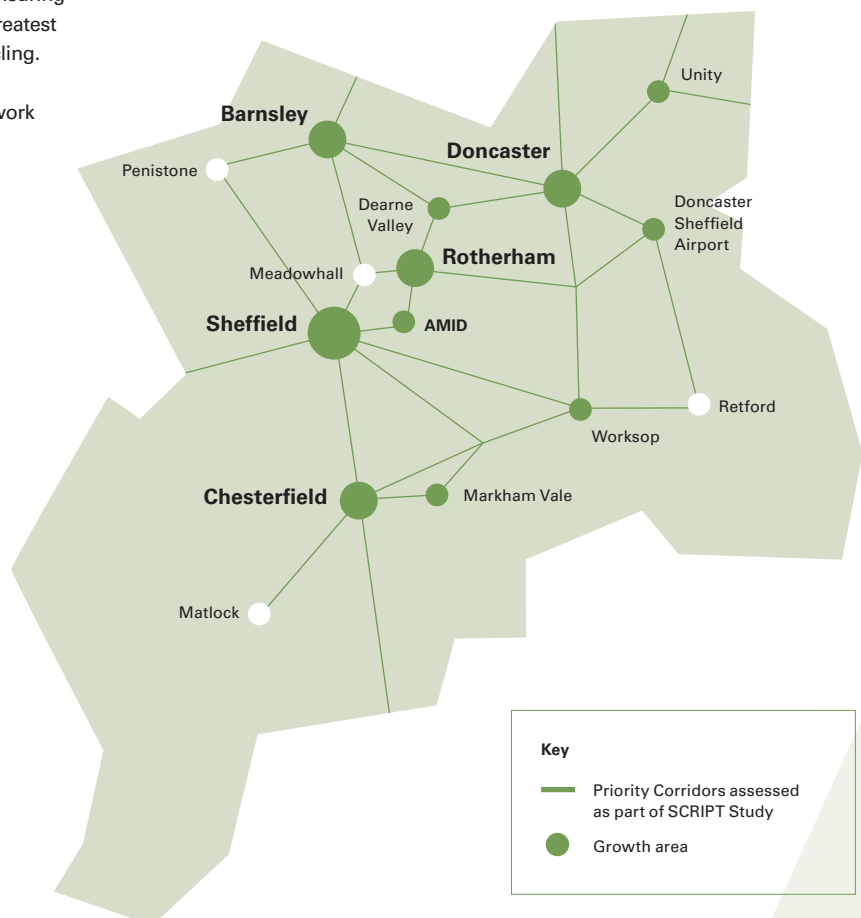 reatest
ling.
work
Unity
Barnsley
Doncaster
Penistone
Dearne
Valley
Doncaster
Sheffield
Airport
Rotherham
Meadowhall
Sheffield
AMID
Retford
Worksop
Chesterfield
Markham Vale
Matlock
Key
Priority Corridors assessed
as part of SCRIPT Study
Growth area